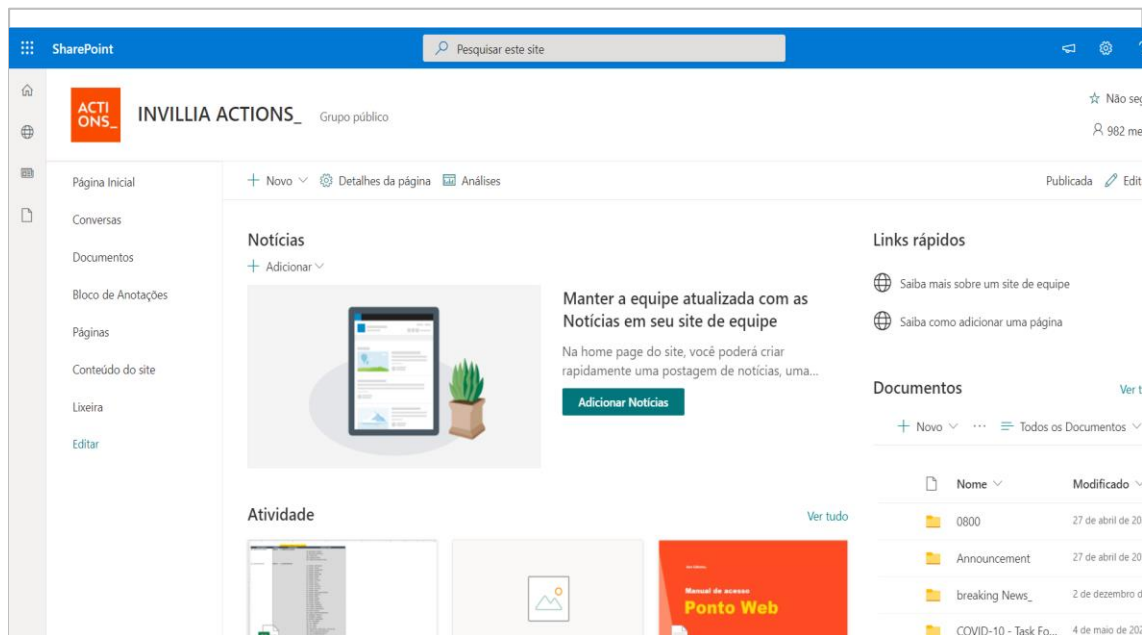 SharePoint
Pesquisar este site
ACTI
ONS_
INVILLIA ACTIONS_
Grupo público
Não seg
982 me
Página Inicial
Conversas
Documentos
Bloco de Anotações
Páginas
Conteúdo do site
Lixeira
Editar
Novo
Detalhes da página
Análises
Publicada
Edit
Notícias
Adicionar
Manter a equipe atualizada com as
Notícias em seu site de equipe
Na home page do site, você poderá criar
rapidamente uma postagem de notícias, uma...
Adicionar Notícias
Atividade
Ver tudo
Manual de acesso
Ponto Web
Links rápidos
Saiba mais sobre um site de equipe
Saiba como adicionar uma página
Documentos
Ver t
Novo
Todos os Documentos
Nome
Modificado
0800
27 de abril de 20
Announcement
27 de abril de 20
breaking News_
2 de dezembro d
COVID-10 - Task Fo...
4 de maio de 202